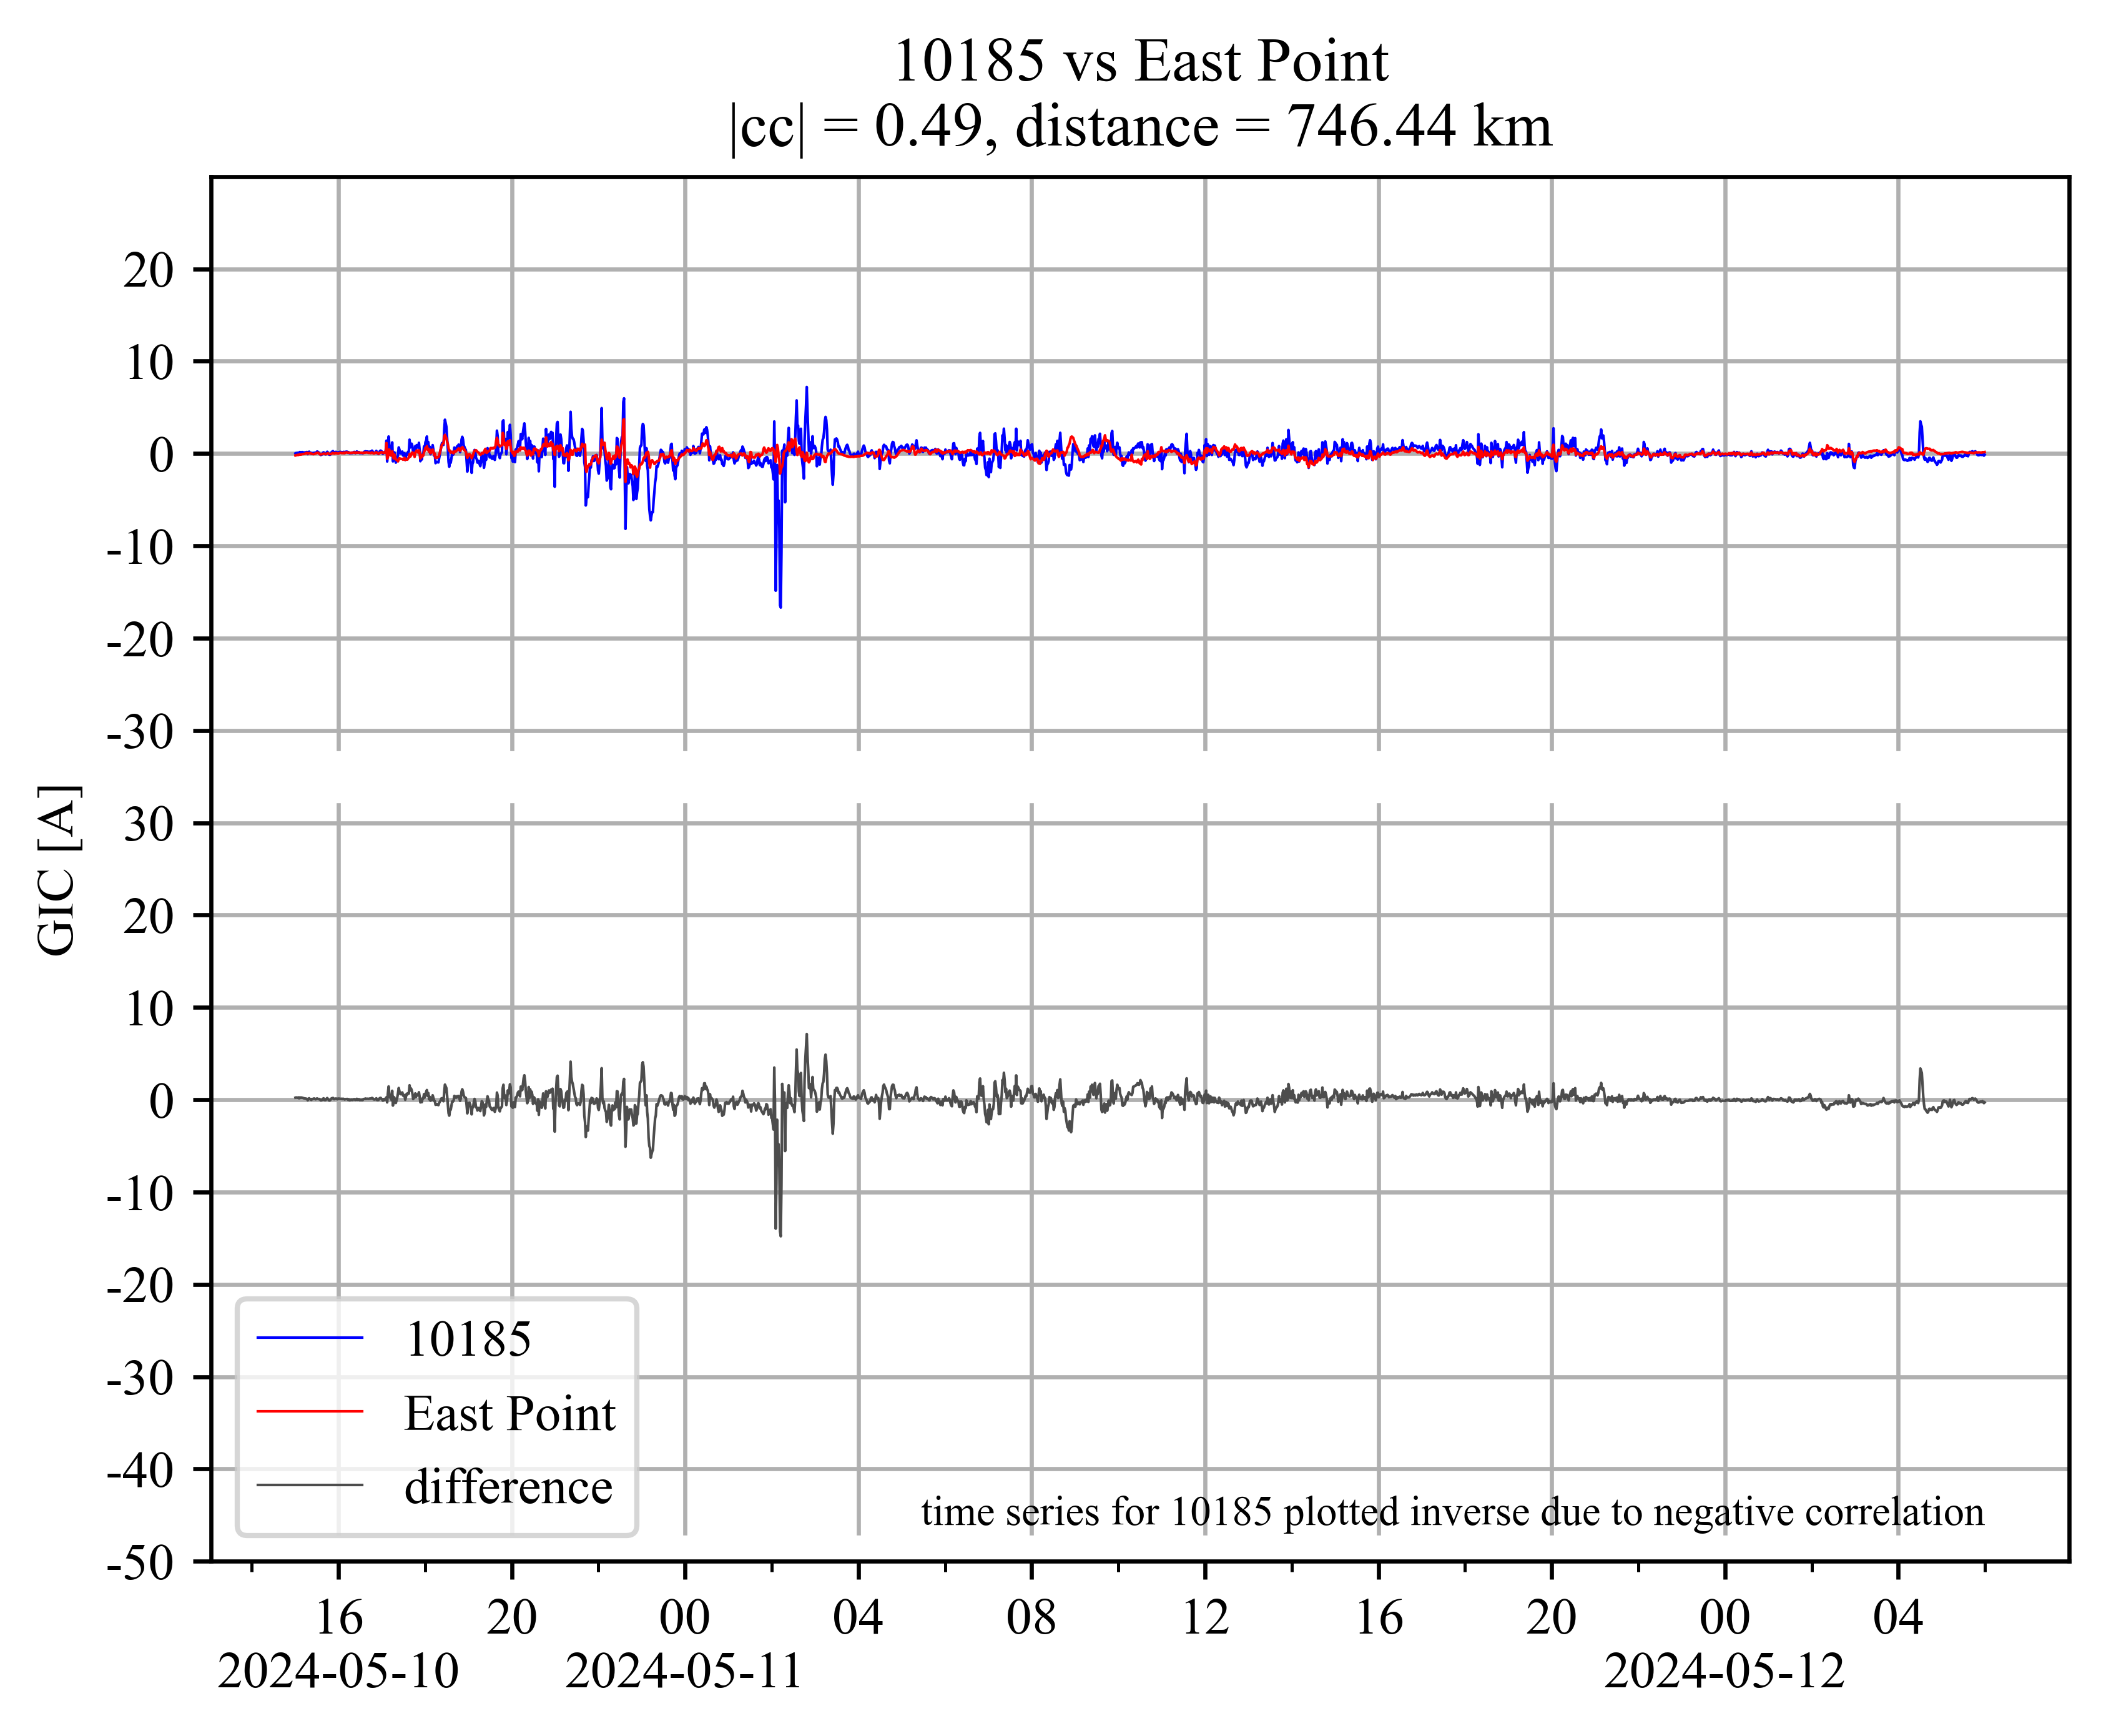 10185 vs East Point
|cc| = 0.49, distance = 746.44 km
20
10
0
-10
-20
-30
30
20
10
0
-10
-20
-30
-40
-50
GIC [A]
10185
East Point
difference
time series for 10185 plotted inverse due to negative correlation
16 20 00 04 08 12 16 20 00 04
2024-05-10 2024-05-11 2024-05-12